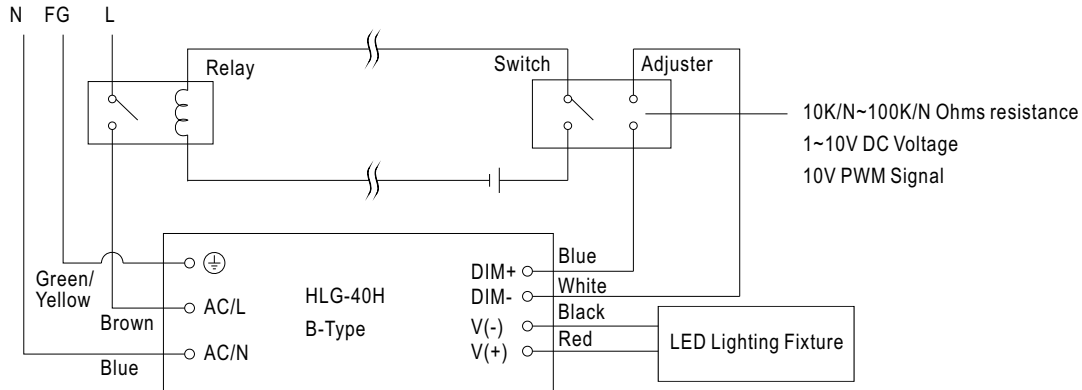 N FG L
Relay
Switch
Adjuster
10K/N~100K/N Ohms resistance
1~10V DC Voltage
10V PWM Signal
Green/
Yellow
Brown
Blue
AC/L
AC/N
HLG-40H
B-Type
DIM+
DIM-
V(-)
V(+)
Blue
White
Black
Red
LED Lighting Fixture